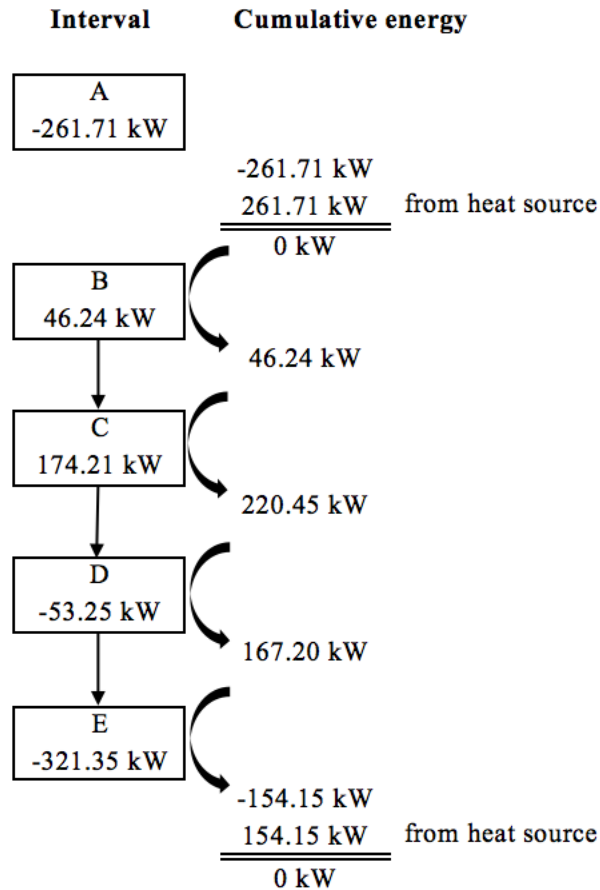 Interval Cumulative energy
A
-261.71 kW
-261.71 kW
261.71 kW from heat source
0 kW
B
46.24 kW
46.24 kW
C
174.21 kW
220.45 kW
D
-53.25 kW
167.20 kW
E
-321.35 kW
-154.15 kW
154.15 kW from heat source
0 kW